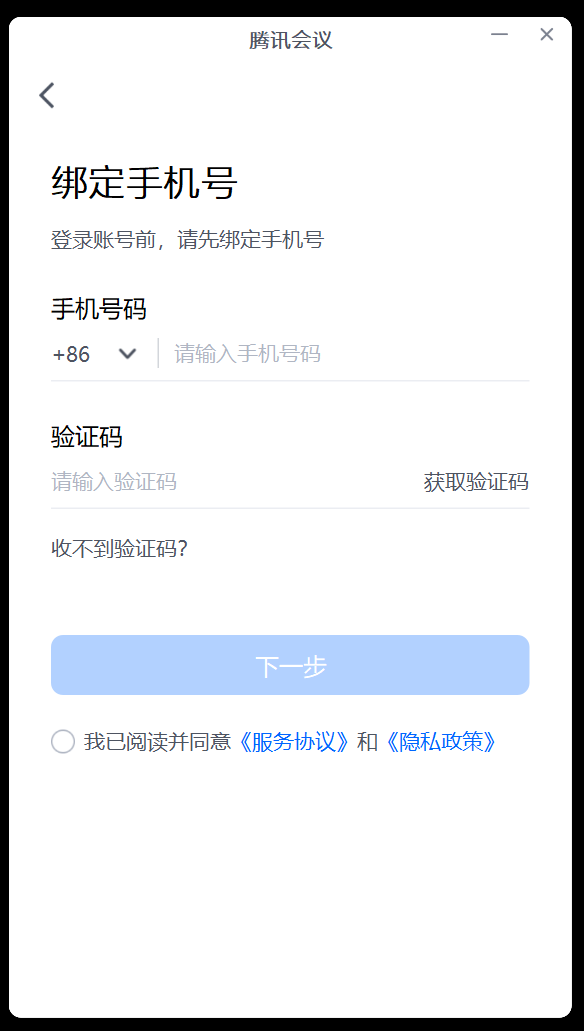 腾讯会议
绑定手机号
登录账号前，请先绑定手机号
手机号码
+86 请输入手机号码
验证码
请输入验证码 获取验证码
收不到验证码？
下一步
我已阅读并同意《服务协议》和《隐私政策》